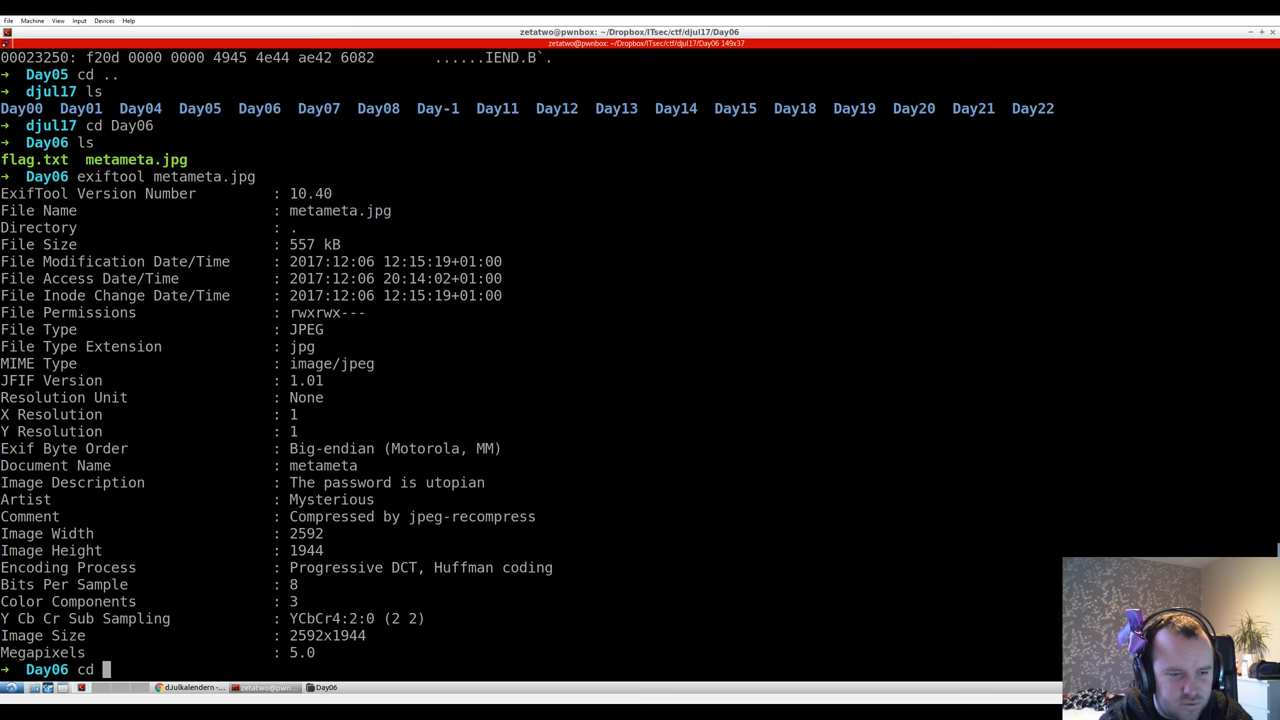 File Machine View Input Devices Help
zetatwo@pwnbox: ~/Dropbox/ITsec/ctf/djul17/Day06
zetatwo@pwnbox: ~/Dropbox/ITsec/ctf/djul17/Day06 149x37
00023250: f20d 0000 0000 4945 4e44 ae42 6082 ......IEND.B`.
➜ Day05 cd ..
➜ djul17 ls
Day00 Day01 Day04 Day05 Day06 Day07 Day08 Day-1 Day11 Day12 Day13 Day14 Day15 Day18 Day19 Day20 Day21 Day22
➜ djul17 cd Day06
➜ Day06 ls
flag.txt metameta.jpg
➜ Day06 exiftool metameta.jpg
ExifTool Version Number : 10.40
File Name : metameta.jpg
Directory : .
File Size : 557 kB
File Modification Date/Time : 2017:12:06 12:15:19+01:00
File Access Date/Time : 2017:12:06 20:14:02+01:00
File Inode Change Date/Time : 2017:12:06 12:15:19+01:00
File Permissions : rwxrwx---
File Type : JPEG
File Type Extension : jpg
MIME Type : image/jpeg
JFIF Version : 1.01
Resolution Unit : None
X Resolution : 1
Y Resolution : 1
Exif Byte Order : Big-endian (Motorola, MM)
Document Name : metameta
Image Description : The password is utopian
Artist : Mysterious
Comment : Compressed by jpeg-recompress
Image Width : 2592
Image Height : 1944
Encoding Process : Progressive DCT, Huffman coding
Bits Per Sample : 8
Color Components : 3
Y Cb Cr Sub Sampling : YCbCr4:2:0 (2 2)
Image Size : 2592x1944
Megapixels : 5.0
➜ Day06 cd
dJulkalendern -... zetatwo@pwn... Day06